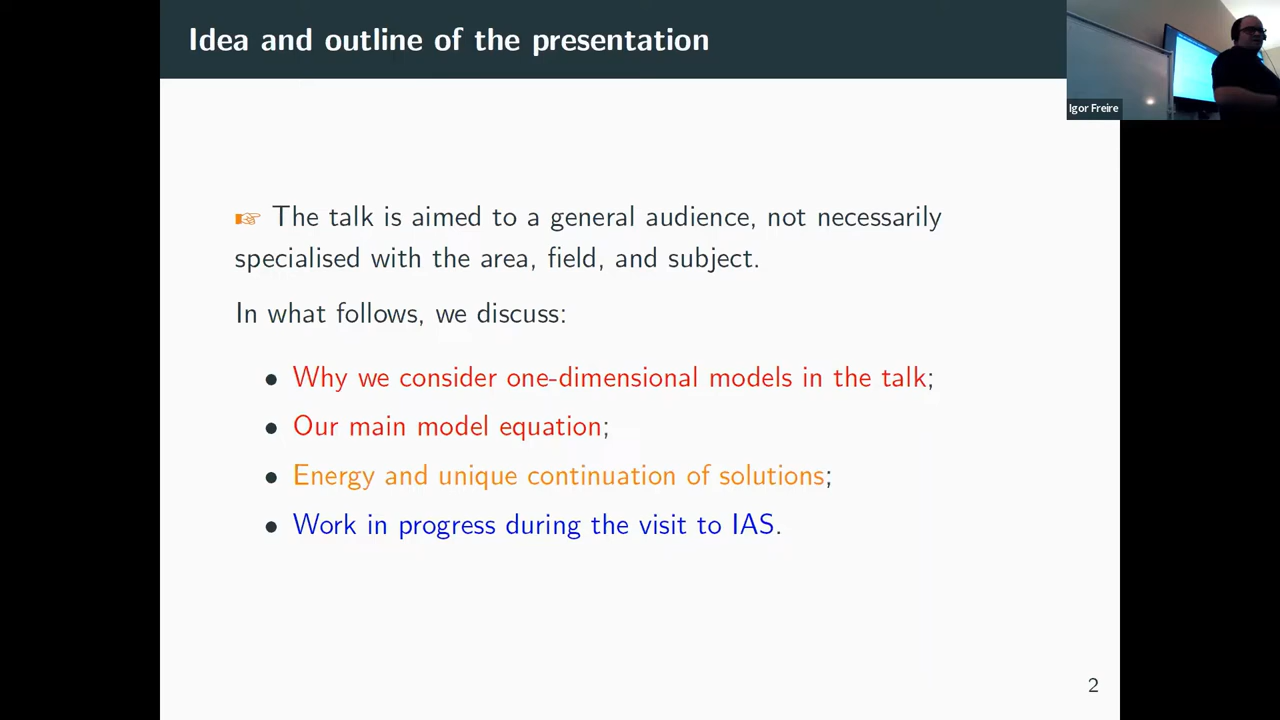 Idea and outline of the presentation
Igor Freire
☞ The talk is aimed to a general audience, not necessarily
specialised with the area, field, and subject.
In what follows, we discuss:
• Why we consider one-dimensional models in the talk;
• Our main model equation;
• Energy and unique continuation of solutions;
• Work in progress during the visit to IAS.
2